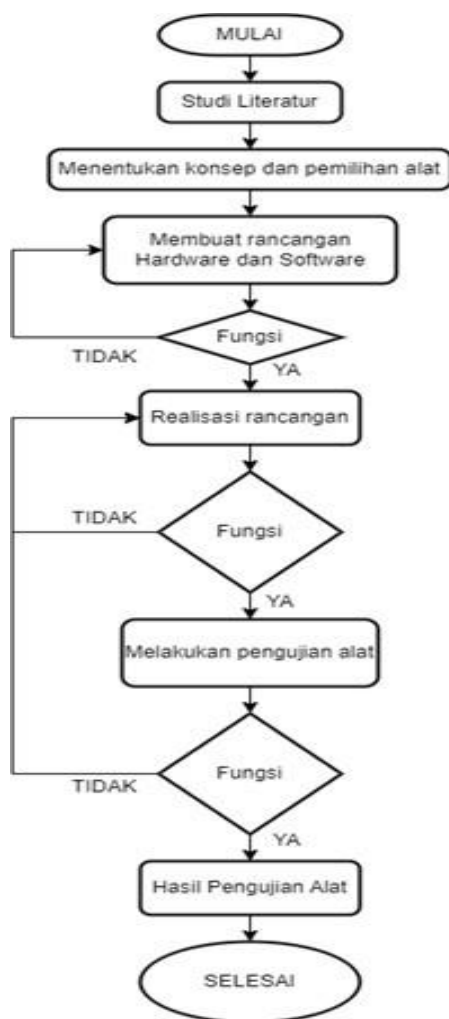 MULAI
Studi Literatur
Menentukan konsep dan pemilihan alat
Membuat rancangan
Hardware dan Software
Fungsi
TIDAK
YA
Realisasi rancangan
TIDAK
Fungsi
YA
Melakukan pengujian alat
Fungsi
TIDAK
YA
Hasil Pengujian Alat
SELESAI